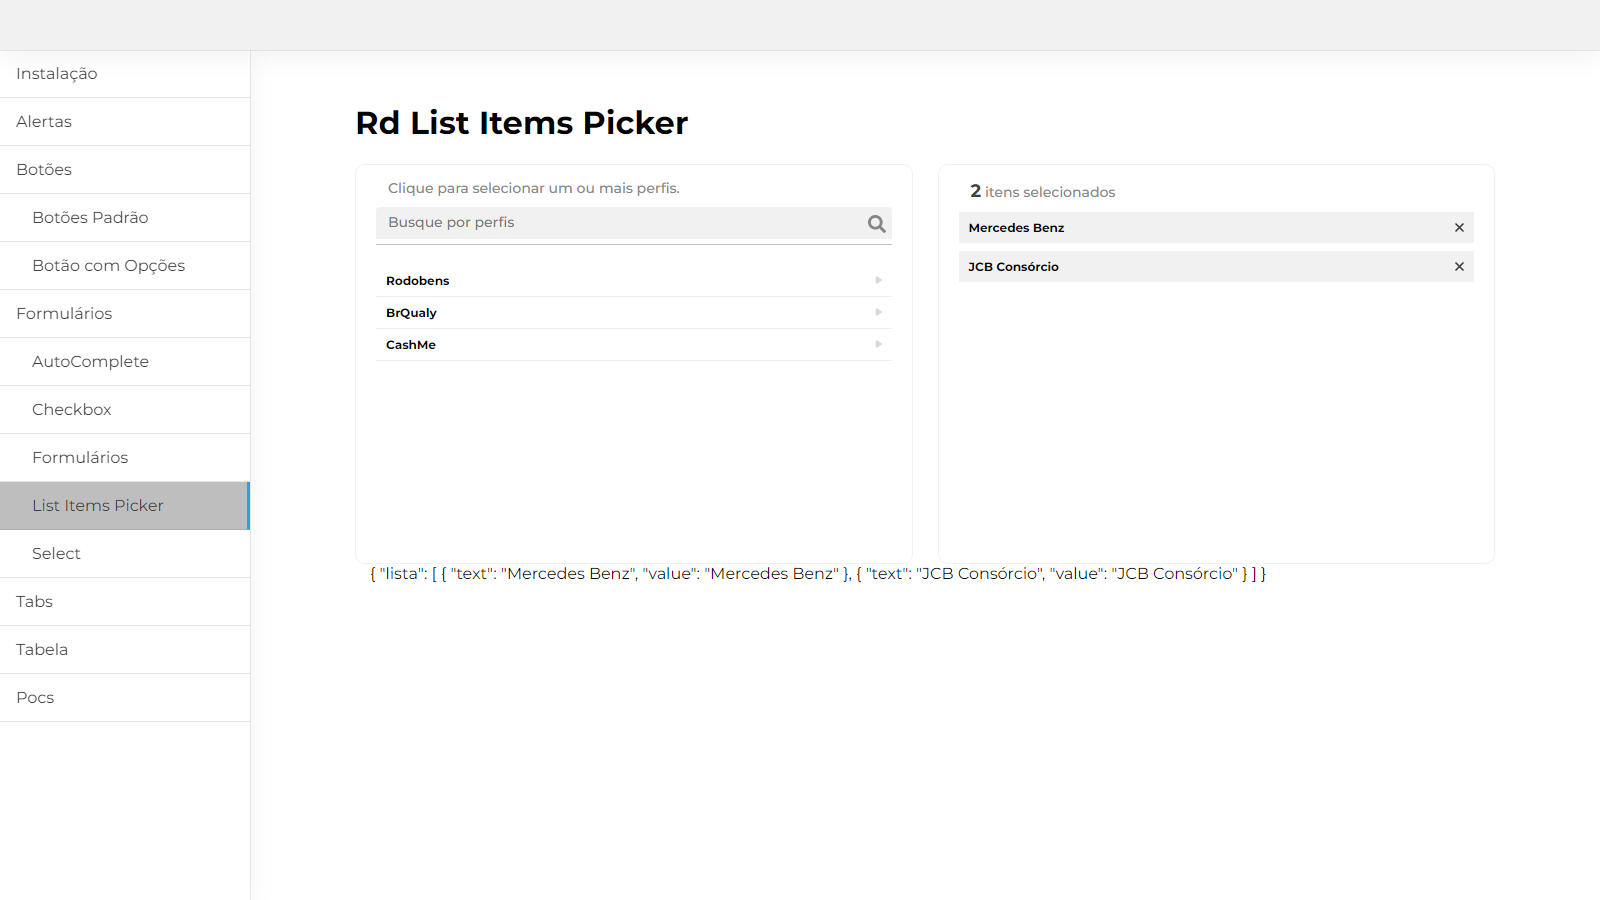 Instalação
Alertas
Botões
Botões Padrão
Botão com Opções
Formulários
AutoComplete
Checkbox
Formulários
List Items Picker
Select
Tabs
Tabela
Pocs
Rd List Items Picker
Clique para selecionar um ou mais perfis.
Busque por perfis
Rodobens
BrQualy
CashMe
2 itens selecionados
Mercedes Benz
JCB Consórcio
{ "lista": [ { "text": "Mercedes Benz", "value": "Mercedes Benz" }, { "text": "JCB Consórcio", "value": "JCB Consórcio" } ] }